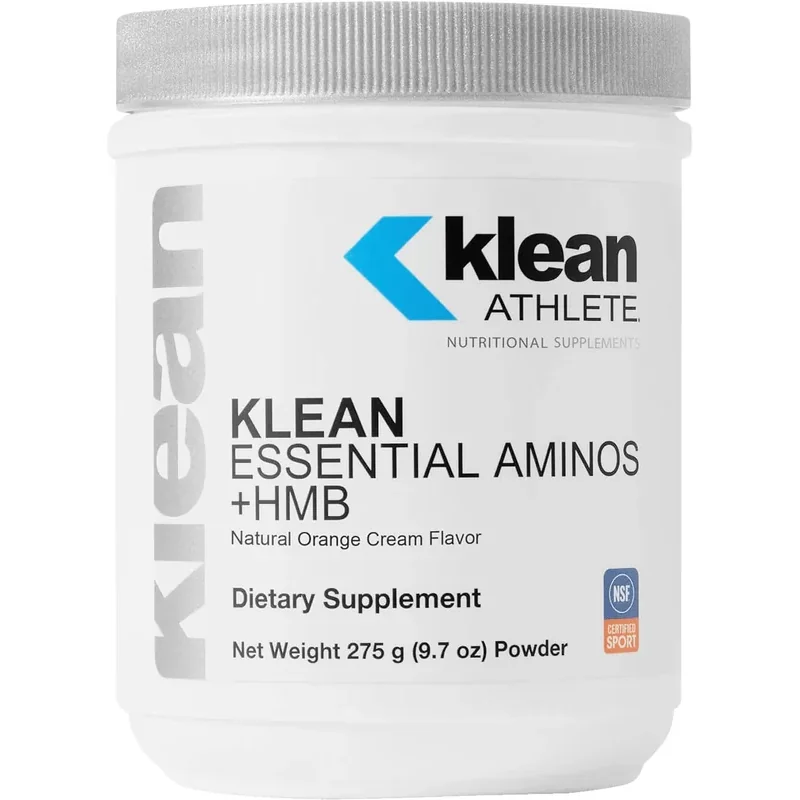 klean
klean
ATHLETE.
NUTRITIONAL SUPPLEMENTS
KLEAN
ESSENTIAL AMINOS
+HMB
Natural Orange Cream Flavor
Dietary Supplement
Net Weight 275 g (9.7 oz) Powder
NSF
CERTIFIED
SPORT